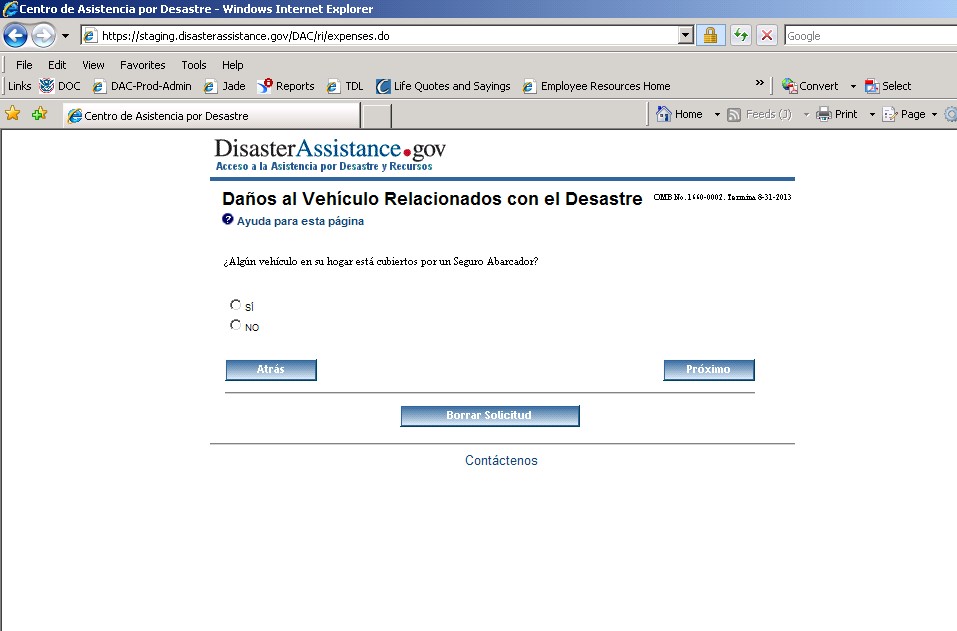 Centro de Asistencia por Desastre - Windows Internet Explorer
https://staging.disasterassistance.gov/DAC/ri/expenses.do
Google
File Edit View Favorites Tools Help
Links DOC DAC-Prod-Admin Jade Reports TDL Life Quotes and Sayings Employee Resources Home » Convert Select
Centro de Asistencia por Desastre Home Feeds (J) Print Page
DisasterAssistance.gov
Acceso a la Asistencia por Desastre y Recursos
Daños al Vehículo Relacionados con el Desastre OMB No. 1660-0002. Termina 8-31-2013
? Ayuda para esta página
¿Algún vehículo en su hogar está cubiertos por un Seguro Abarcador?
SÍ
NO
Atrás Próximo
Borrar Solicitud
Contáctenos